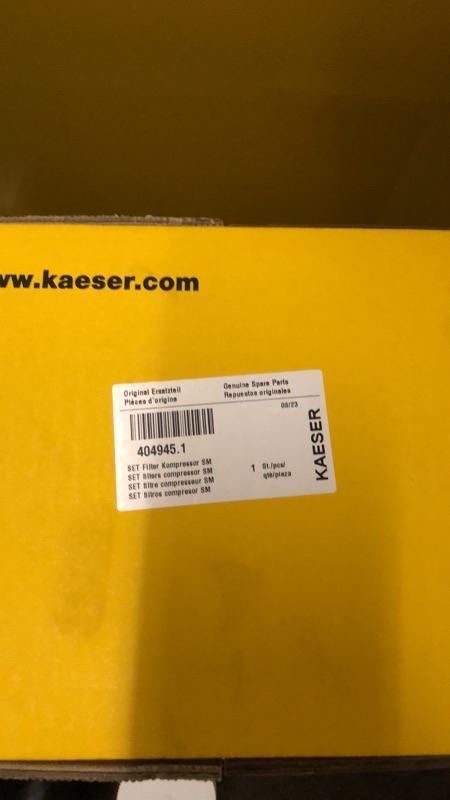 ww.kaeser.com
Original Ersatzteil
Pièces d'origine
Genuine Spare Parts
Repuestos originales
08/23
404945.1
SET Filter Kompressor SM
SET filters compressor SM
SET filtre compresseur SM
SET filtros compresor SM
1 St./pcs/
qté/pieza
KAESER